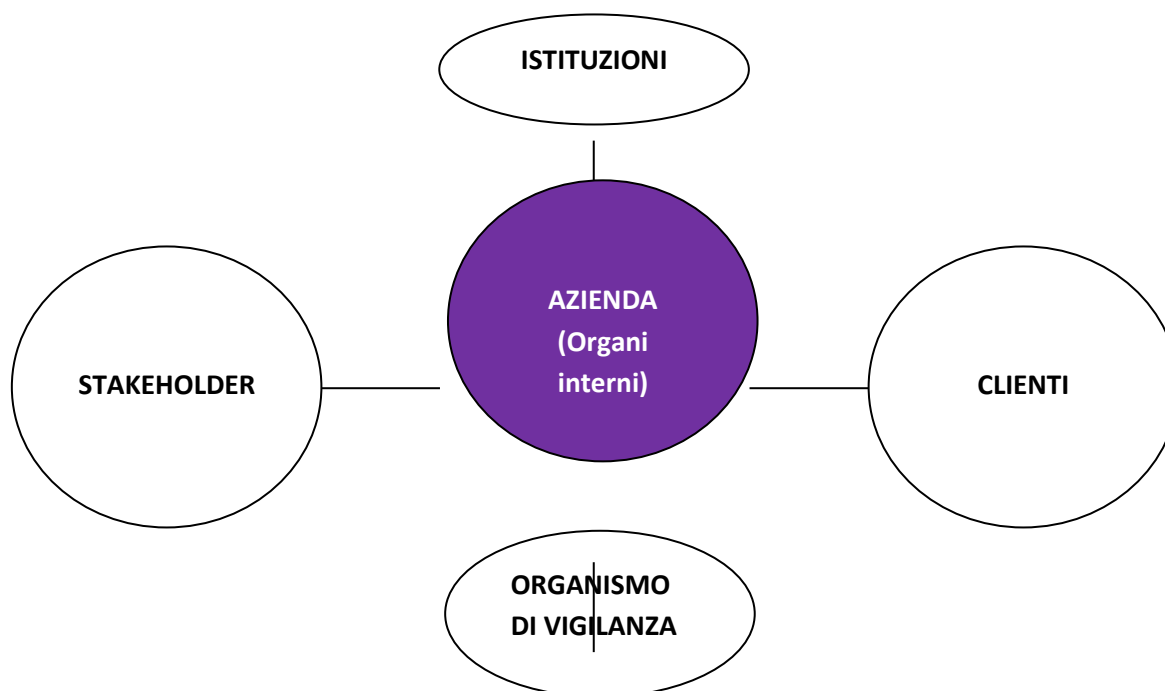 ISTITUZIONI
AZIENDA
(Organi
interni)
STAKEHOLDER
CLIENTI
ORGANISMO
DI VIGILANZA